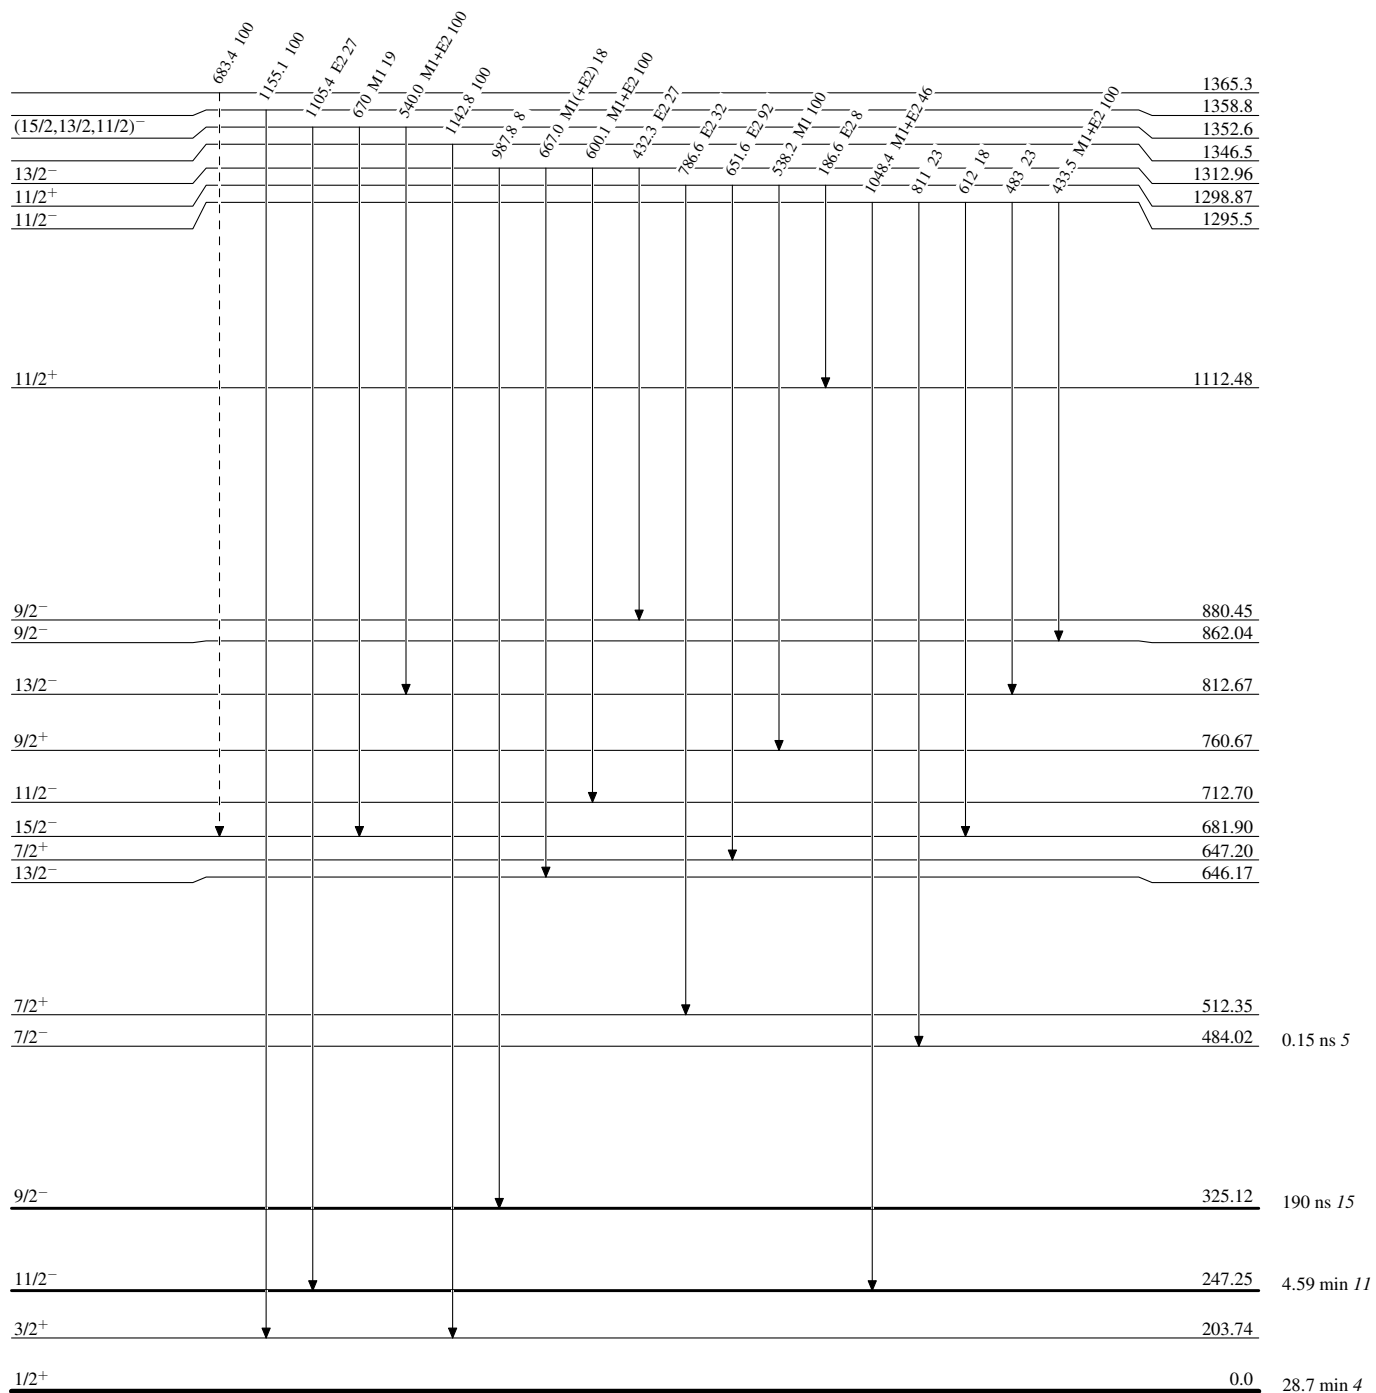 683.4 100
1155.1 100
1105.4 E2 27
670 M1 19
540.0 M1+E2 100
1142.8 100
987.8 8
667.0 M1(+E2) 18
600.1 M1+E2 100
432.3 E2 27
786.6 E2 32
651.6 E2 92
538.2 M1 100
186.6 E2 8
1048.4 M1+E2 46
811 23
612 18
483 23
433.5 M1+E2 100
1365.3
1358.8
(15/2,13/2,11/2)⁻ 1352.6
1346.5
13/2⁻ 1312.96
11/2⁺ 1298.87
11/2⁻ 1295.5
11/2⁺ 1112.48
9/2⁻ 880.45
9/2⁻ 862.04
13/2⁻ 812.67
9/2⁺ 760.67
11/2⁻ 712.70
15/2⁻ 681.90
7/2⁺ 647.20
13/2⁻ 646.17
7/2⁺ 512.35
7/2⁻ 484.02 0.15 ns 5
9/2⁻ 325.12 190 ns 15
11/2⁻ 247.25 4.59 min 11
3/2⁺ 203.74
1/2⁺ 0.0 28.7 min 4